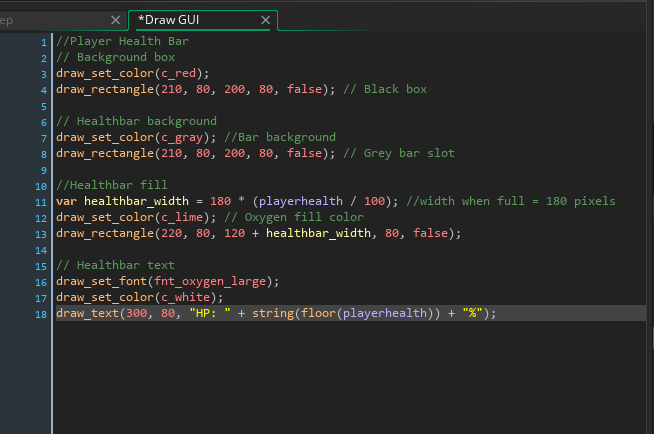 ep ✕ *Draw GUI ✕
1 //Player Health Bar
2 // Background box
3 draw_set_color(c_red);
4 draw_rectangle(210, 80, 200, 80, false); // Black box
5
6 // Healthbar background
7 draw_set_color(c_gray); //Bar background
8 draw_rectangle(210, 80, 200, 80, false); // Grey bar slot
9
10 //Healthbar fill
11 var healthbar_width = 180 * (playerhealth / 100); //width when full = 180 pixels
12 draw_set_color(c_lime); // Oxygen fill color
13 draw_rectangle(220, 80, 120 + healthbar_width, 80, false);
14
15 // Healthbar text
16 draw_set_font(fnt_oxygen_large);
17 draw_set_color(c_white);
18 draw_text(300, 80, "HP: " + string(floor(playerhealth)) + "%");